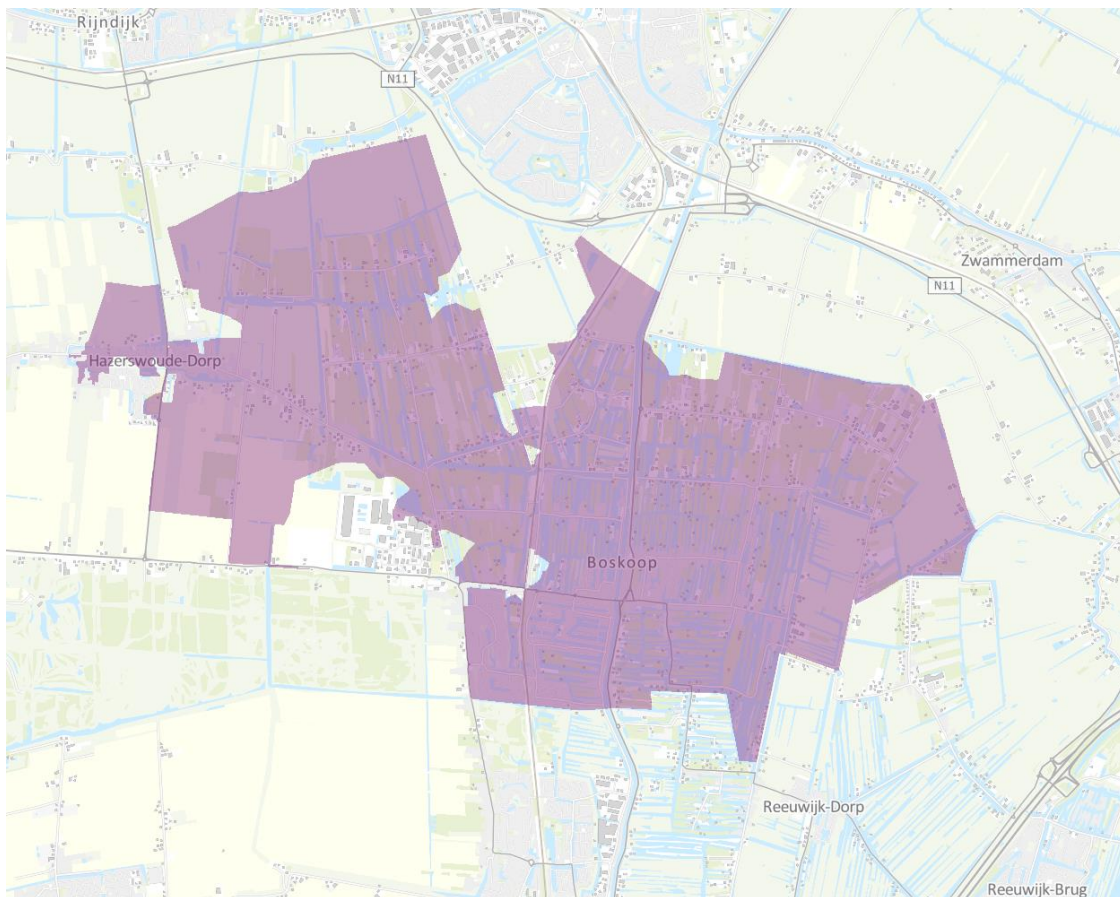 Rijndijk
N11
Zwammerdam
N11
Hazerswoude-Dorp
Boskoop
Reeuwijk-Dorp
Reeuwijk-Brug